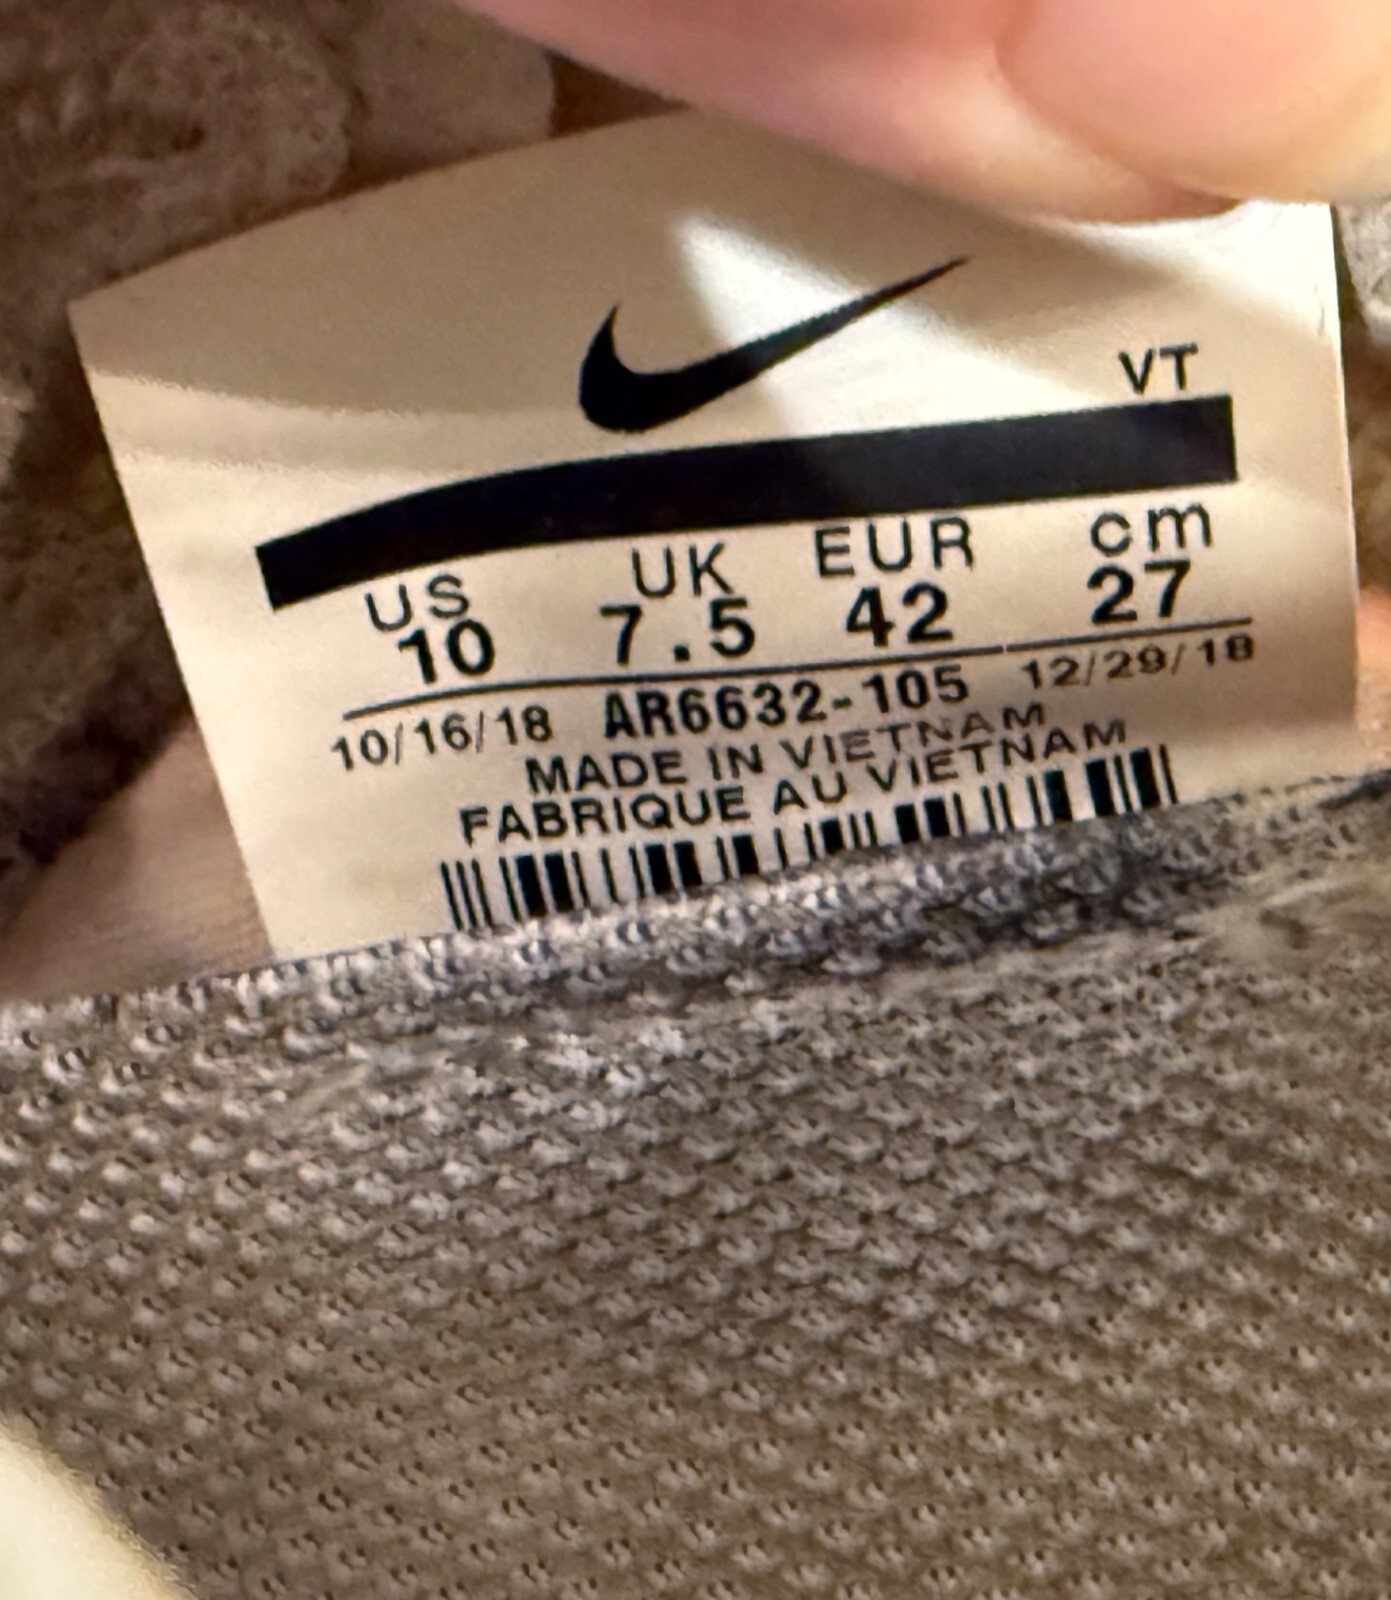 VT
US UK EUR cm
10 7.5 42 27
10/16/18 AR6632-105 12/29/18
MADE IN VIETNAM
FABRIQUE AU VIETNAM